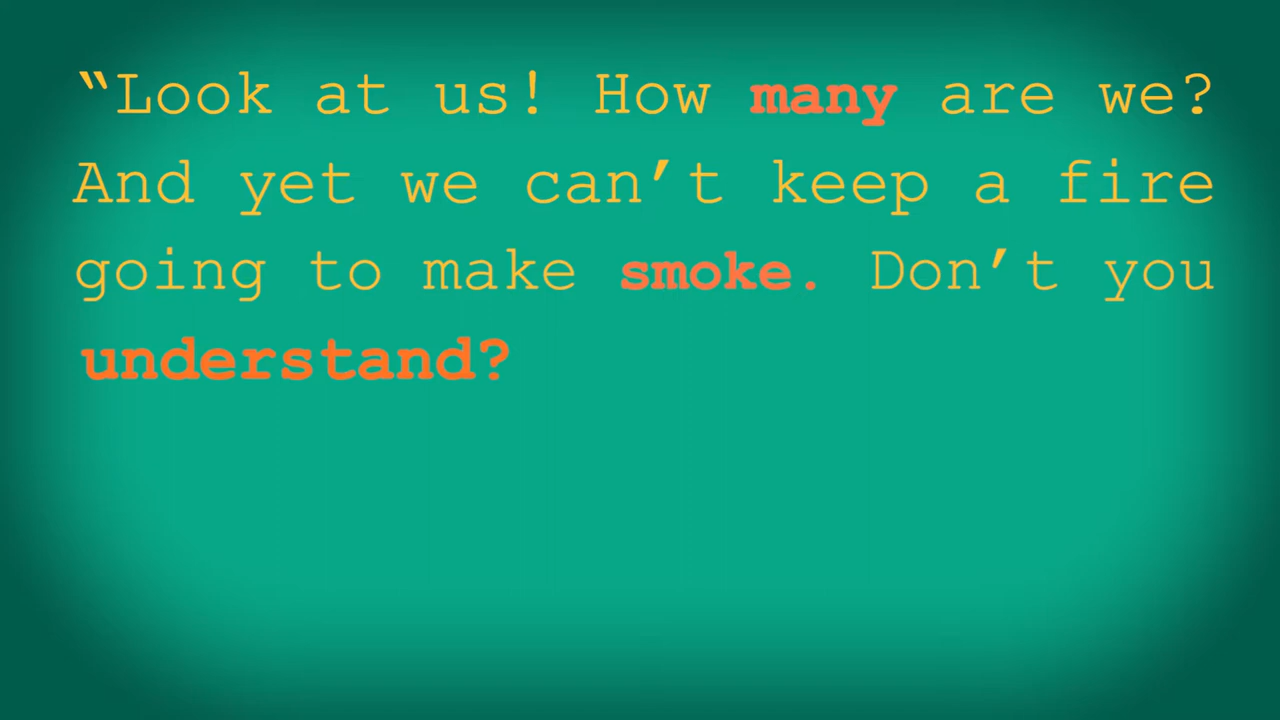 “Look at us! How many are we?
And yet we can’t keep a fire
going to make smoke. Don’t you
understand?